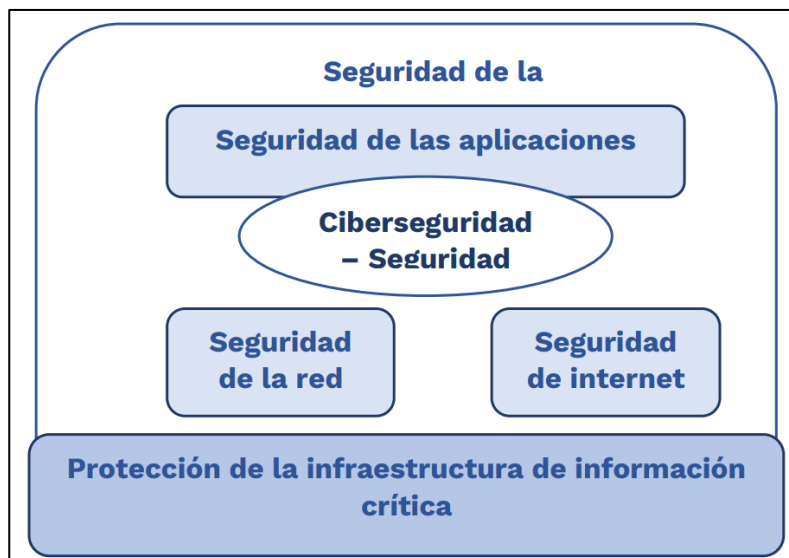 Seguridad de la
Seguridad de las aplicaciones
Ciberseguridad
– Seguridad
Seguridad
de la red
Seguridad
de internet
Protección de la infraestructura de información
crítica